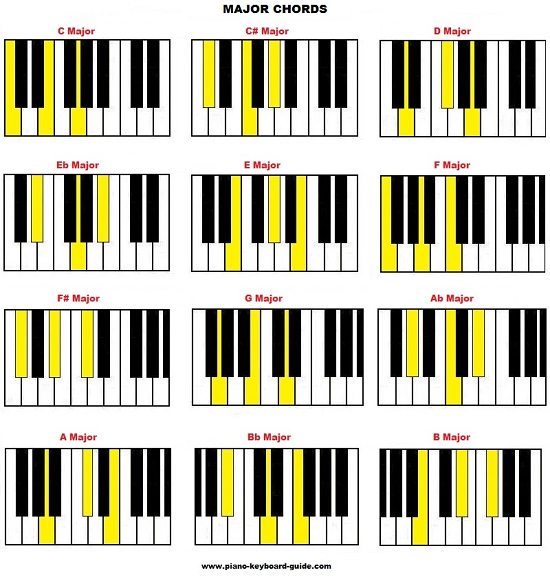 MAJOR CHORDS
C Major
C# Major
D Major
Eb Major
E Major
F Major
F# Major
G Major
Ab Major
A Major
Bb Major
B Major
www.piano-keyboard-guide.com